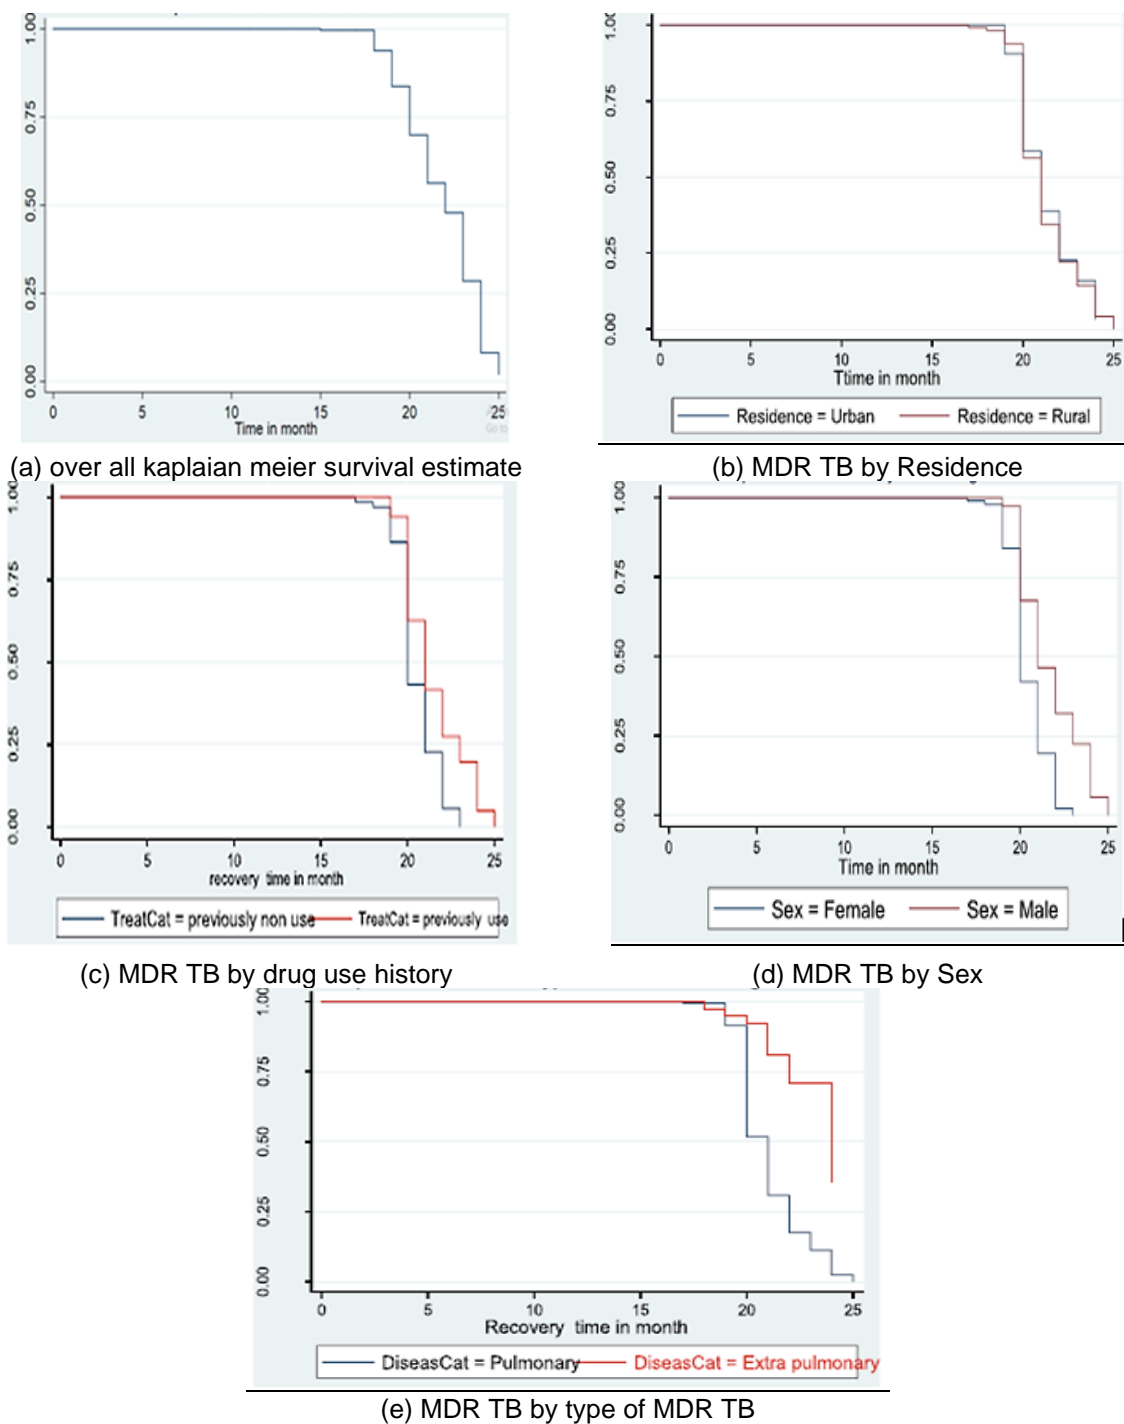 1.00
0.75
0.50
0.25
0.00
0 5 10 15 20 25
Time in month
Go to
(a) over all kaplaian meier survival estimate
1.00
0.75
0.50
0.25
0.00
0 5 10 15 20 25
Ttime in month
Residence = Urban Residence = Rural
(b) MDR TB by Residence
1.00
0.75
0.50
0.25
0.00
0 5 10 15 20 25
recovery time in month
TreatCat = previously non use TreatCat = previously use
(c) MDR TB by drug use history
1.00
0.75
0.50
0.25
0.00
0 5 10 15 20 25
Time in month
Sex = Female Sex = Male
(d) MDR TB by Sex
1.00
0.75
0.50
0.25
0.00
0 5 10 15 20 25
Recovery time in month
DiseasCat = Pulmonary DiseasCat = Extra pulmonary
(e) MDR TB by type of MDR TB